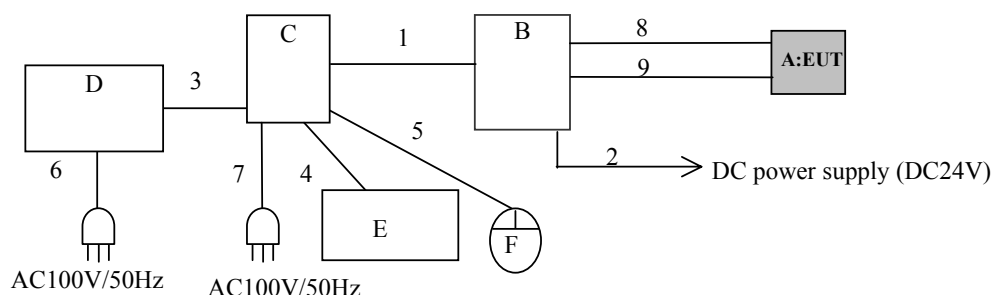 C
1
B
8
A:EUT
9
D
3
5
6
7
4
2
DC power supply (DC24V)
E
F
AC100V/50Hz
AC100V/50Hz